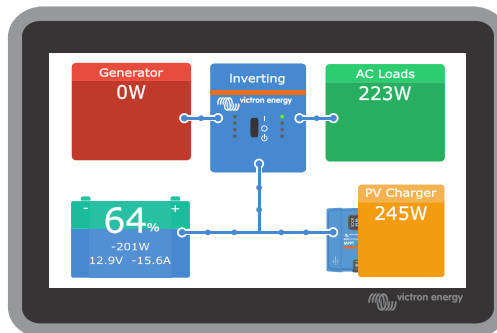 Generator
0W
Inverting
victron energy
AC Loads
223W
64%
- +
-201W
12.9V -15.6A
PV Charger
245W
MPPT
victron energy